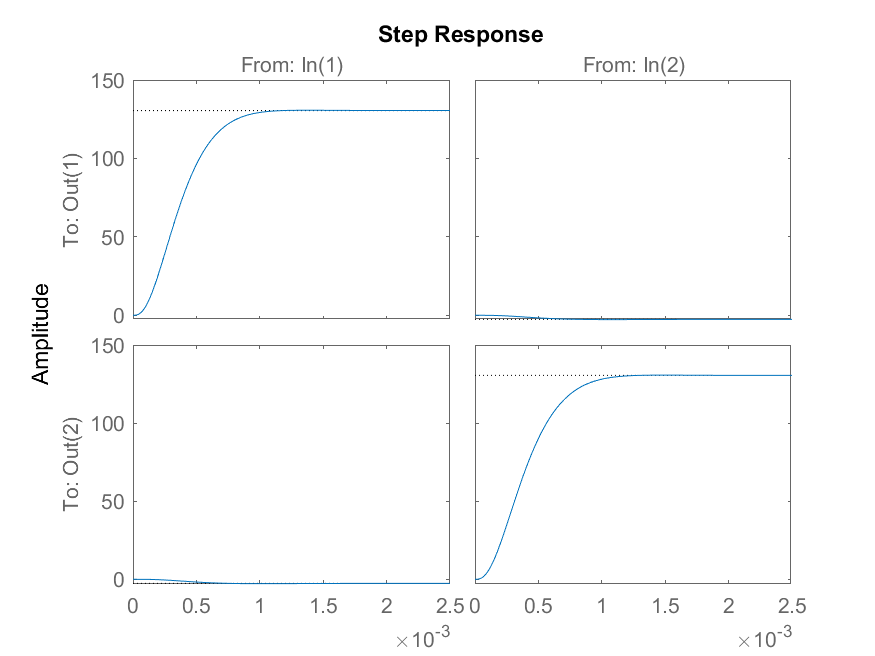 Step Response
From: In(1)
From: In(2)
To: Out(1)
150
100
50
0
Amplitude
To: Out(2)
150
100
50
0
0 0.5 1 1.5 2 2.5
×10-3
0 0.5 1 1.5 2 2.5
×10-3